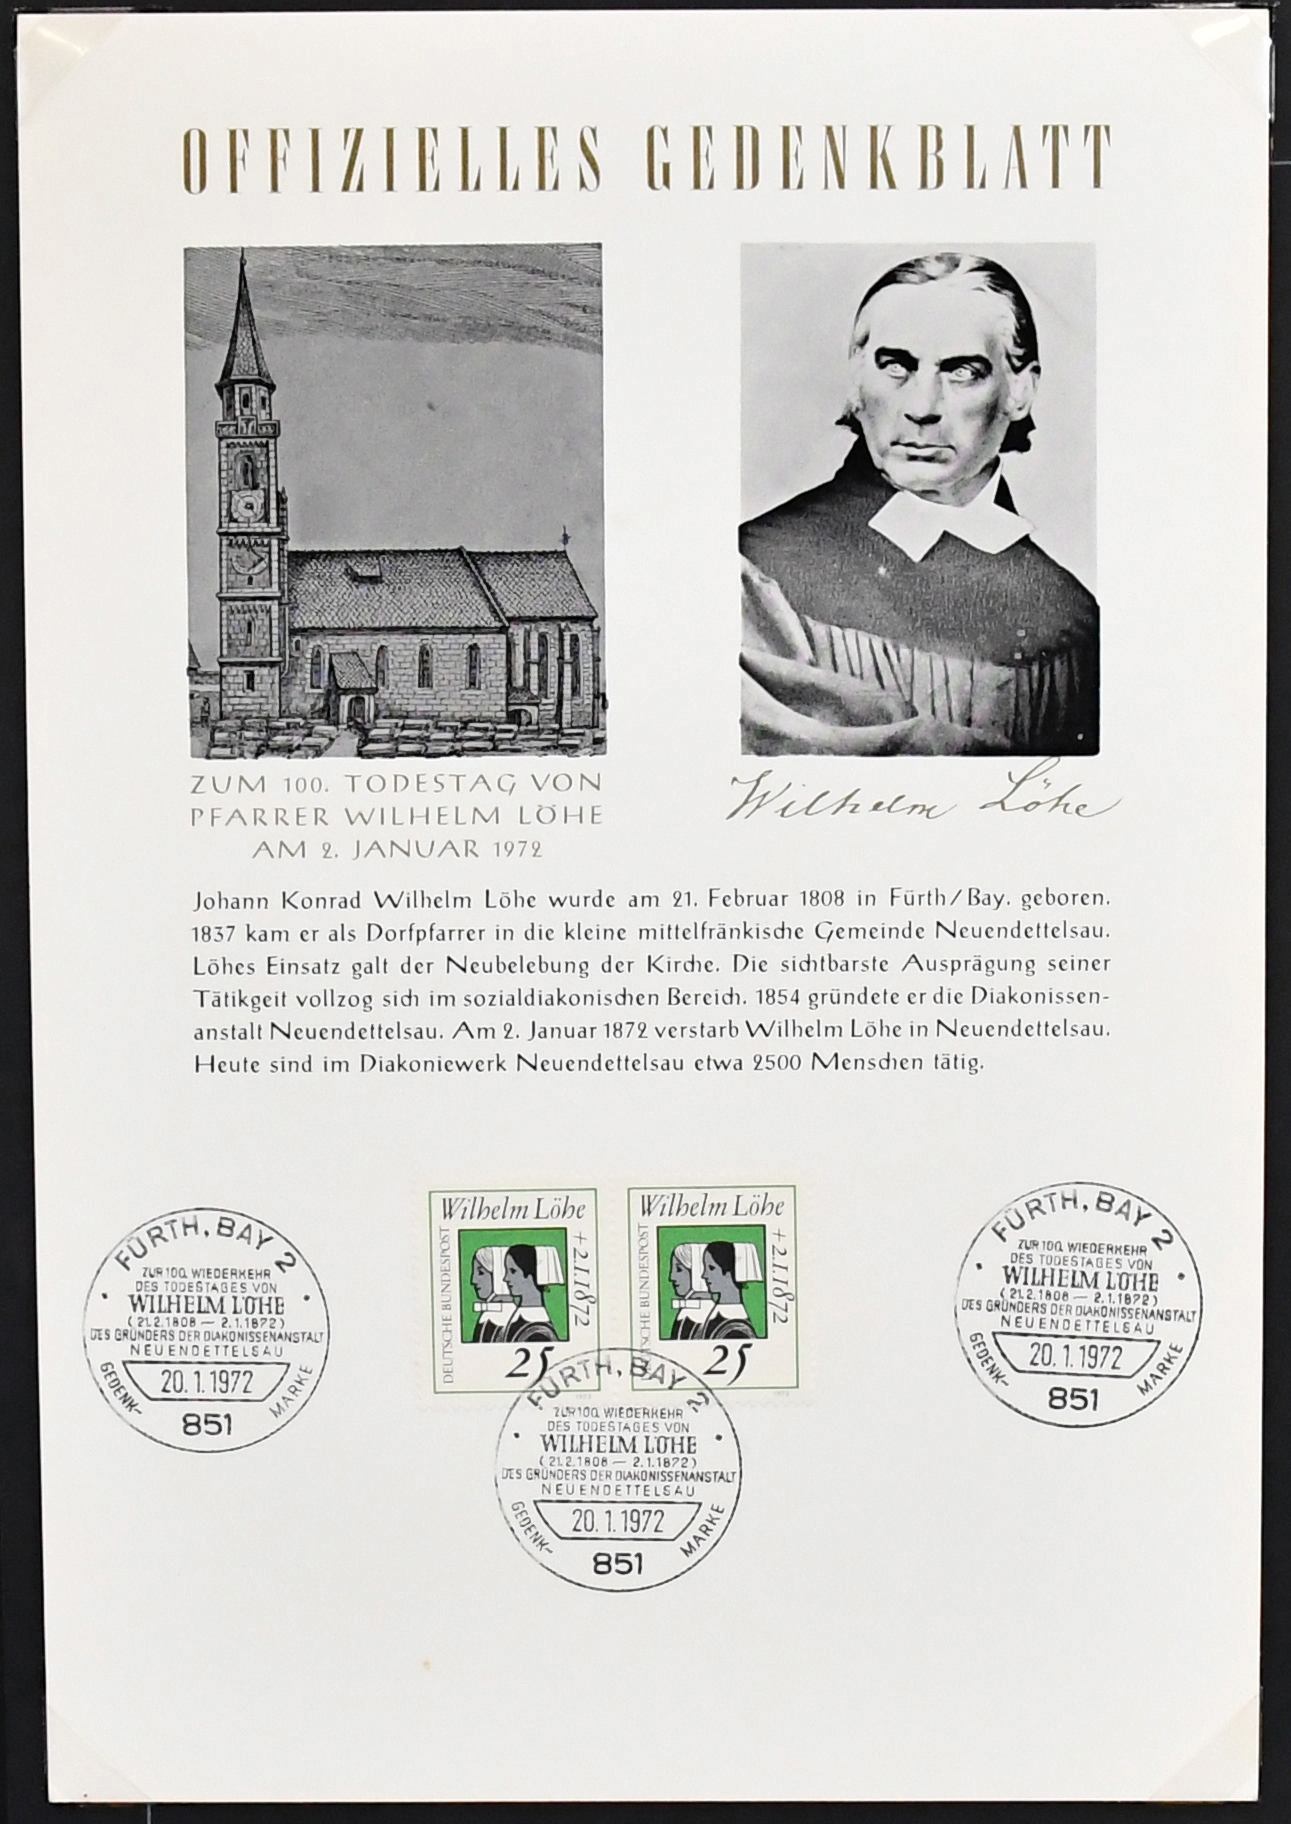 OFFIZIELLES GEDENKBLATT
ZUM 100. TODESTAG VON
PFARRER WILHELM LÖHE
AM 2. JANUAR 1972
Wilhelm Löhe
Johann Konrad Wilhelm Löhe wurde am 21. Februar 1808 in Fürth/Bay. geboren.
1837 kam er als Dorfpfarrer in die kleine mittelfränkische Gemeinde Neuendettelsau.
Löhes Einsatz galt der Neubelebung der Kirche. Die sichtbarste Ausprägung seiner
Tätikgeit vollzog sich im sozialdiakonischen Bereich. 1854 gründete er die Diakonissen-
anstalt Neuendettelsau. Am 2. Januar 1872 verstarb Wilhelm Löhe in Neuendettelsau.
Heute sind im Diakoniewerk Neuendettelsau etwa 2500 Menschen tätig.
FÜRTH, BAY 2
ZUR 100. WIEDERKEHR
DES TODESTAGES VON
WILHELM LÖHE
(21.2.1808 — 2.1.1872)
DES GRÜNDERS DER DIAKONISSENANSTALT
NEUENDETTELSAU
20.1.1972
GEDENK-
MARKE
851
Wilhelm Löhe
DEUTSCHE BUNDESPOST
+2.1.1872
25
1972
Wilhelm Löhe
DEUTSCHE BUNDESPOST
+2.1.1872
25
1972
FÜRTH, BAY 2
ZUR 100. WIEDERKEHR
DES TODESTAGES VON
WILHELM LÖHE
(21.2.1808 — 2.1.1872)
DES GRÜNDERS DER DIAKONISSENANSTALT
NEUENDETTELSAU
20.1.1972
GEDENK-
MARKE
851
FÜRTH, BAY 2
ZUR 100. WIEDERKEHR
DES TODESTAGES VON
WILHELM LÖHE
(21.2.1808 — 2.1.1872)
DES GRÜNDERS DER DIAKONISSENANSTALT
NEUENDETTELSAU
20.1.1972
GEDENK-
MARKE
851